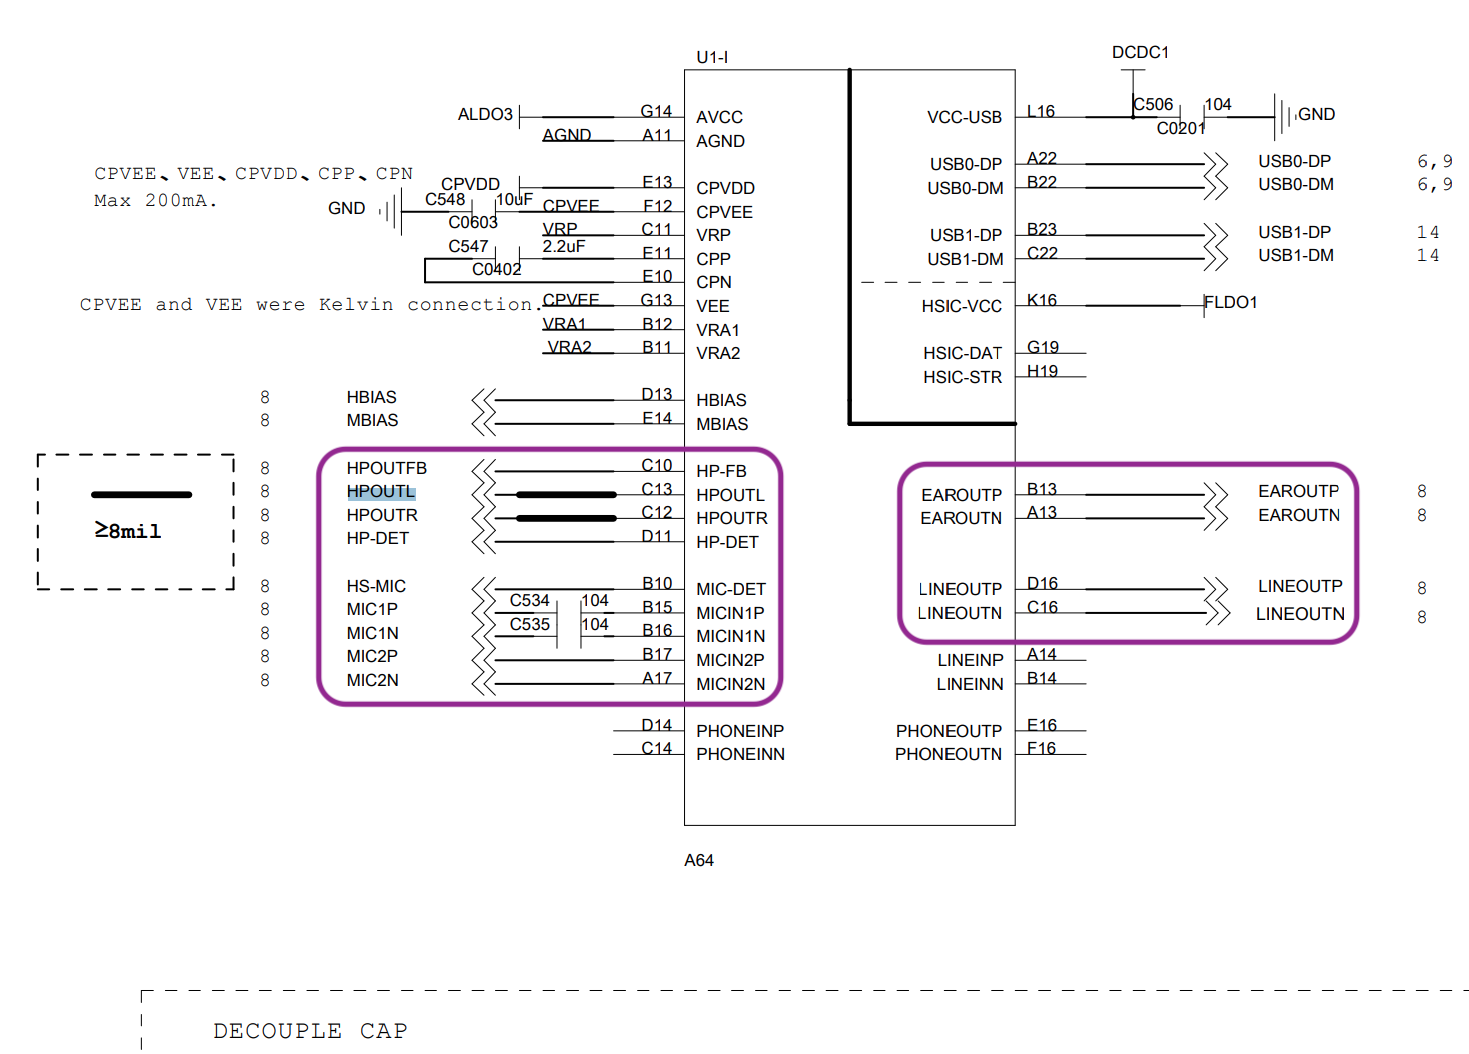 U1-I
DCDC1
ALDO3 G14 AVCC VCC-USB L16 C506 104 C0201 GND
AGND A11 AGND
CPVEE、VEE、CPVDD、CPP、CPN
Max 200mA.
USB0-DP A22 USB0-DP 6,9
CPVDD E13 CPVDD USB0-DM B22 USB0-DM 6,9
GND C548 10uF C0603 CPVEE F12 CPVEE
VRP C11 VRP USB1-DP B23 USB1-DP 14
C547 2.2uF C0402 E11 CPP USB1-DM C22 USB1-DM 14
E10 CPN
CPVEE and VEE were Kelvin connection.
CPVEE G13 VEE HSIC-VCC K16 FLDO1
VRA1 B12 VRA1
VRA2 B11 VRA2 HSIC-DAT G19
HSIC-STR H19
8 HBIAS D13 HBIAS
8 MBIAS E14 MBIAS
8 HPOUTFB C10 HP-FB
8 HPOUTL C13 HPOUTL EAROUTP B13 EAROUTP 8
8 HPOUTR C12 HPOUTR EAROUTN A13 EAROUTN 8
≥8mil
8 HP-DET D11 HP-DET
8 HS-MIC B10 MIC-DET LINEOUTP D16 LINEOUTP 8
8 MIC1P C534 104 B15 MICIN1P LINEOUTN C16 LINEOUTN 8
8 MIC1N C535 104 B16 MICIN1N
8 MIC2P B17 MICIN2P LINEINP A14
8 MIC2N A17 MICIN2N LINEINN B14
D14 PHONEINP PHONEOUTP E16
C14 PHONEINN PHONEOUTN F16
A64
DECOUPLE CAP